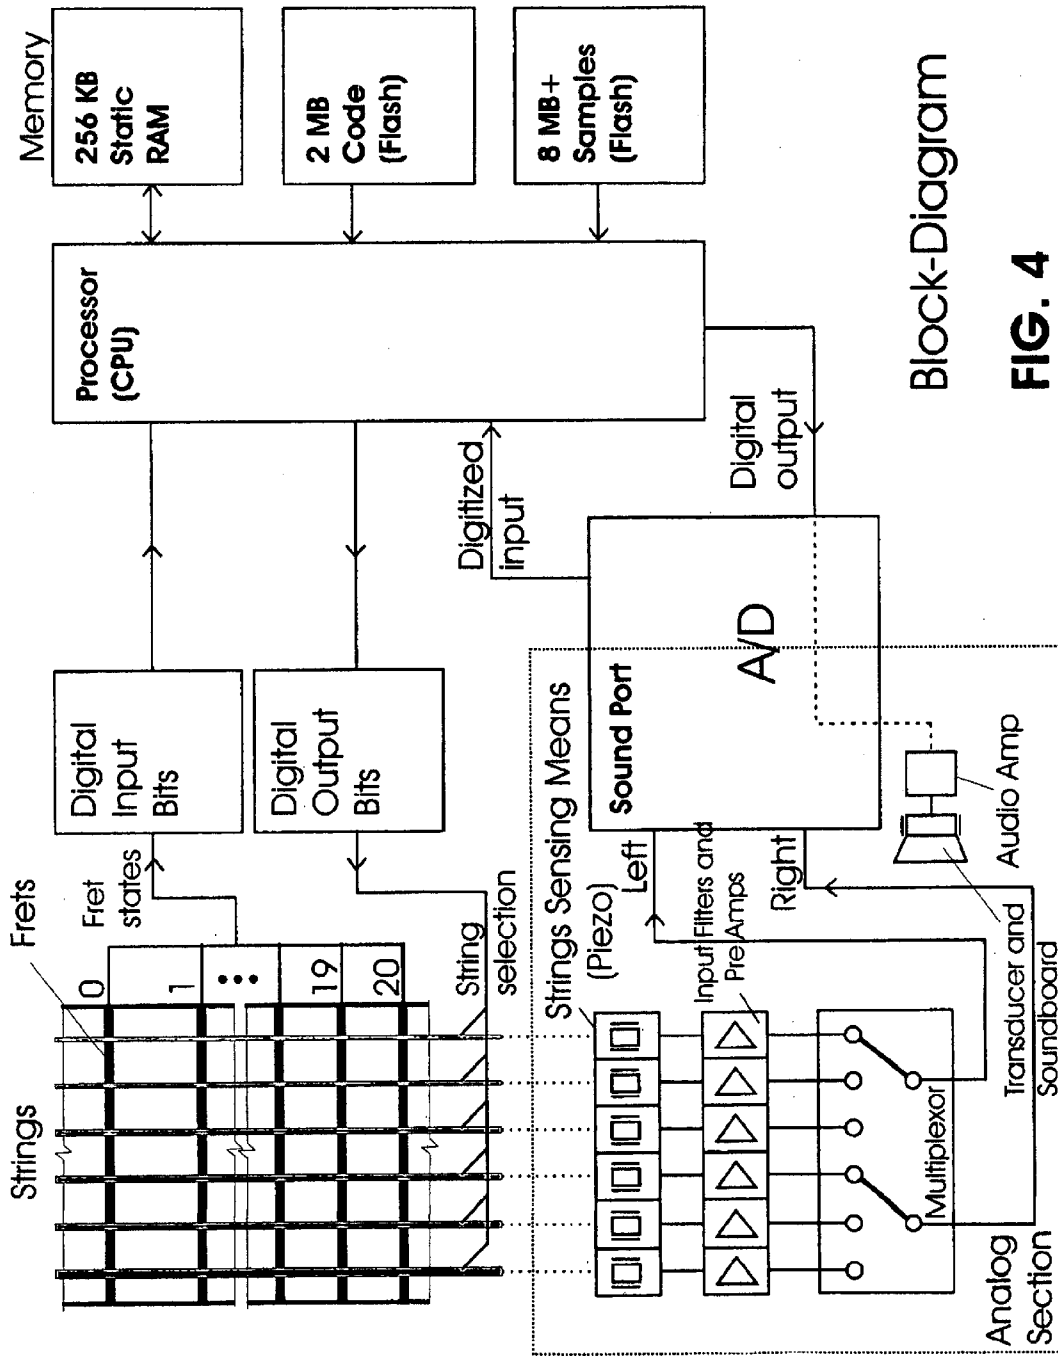 Memory
256 KB
Static
RAM
2 MB
Code
(Flash)
8 MB+
Samples
(Flash)
Processor
(CPU)
Digitized
input
Digital
output
Digital
Input
Bits
Digital
Output
Bits
Fret
states
Frets
Strings
0
1
19
20
String
selection
Strings Sensing Means
(Piezo)
Sound Port
A/D
Left
Right
Input Filters and
Pre Amps
Multiplexor
Audio Amp
Transducer and
Soundboard
Analog
Section
Block-Diagram
FIG. 4